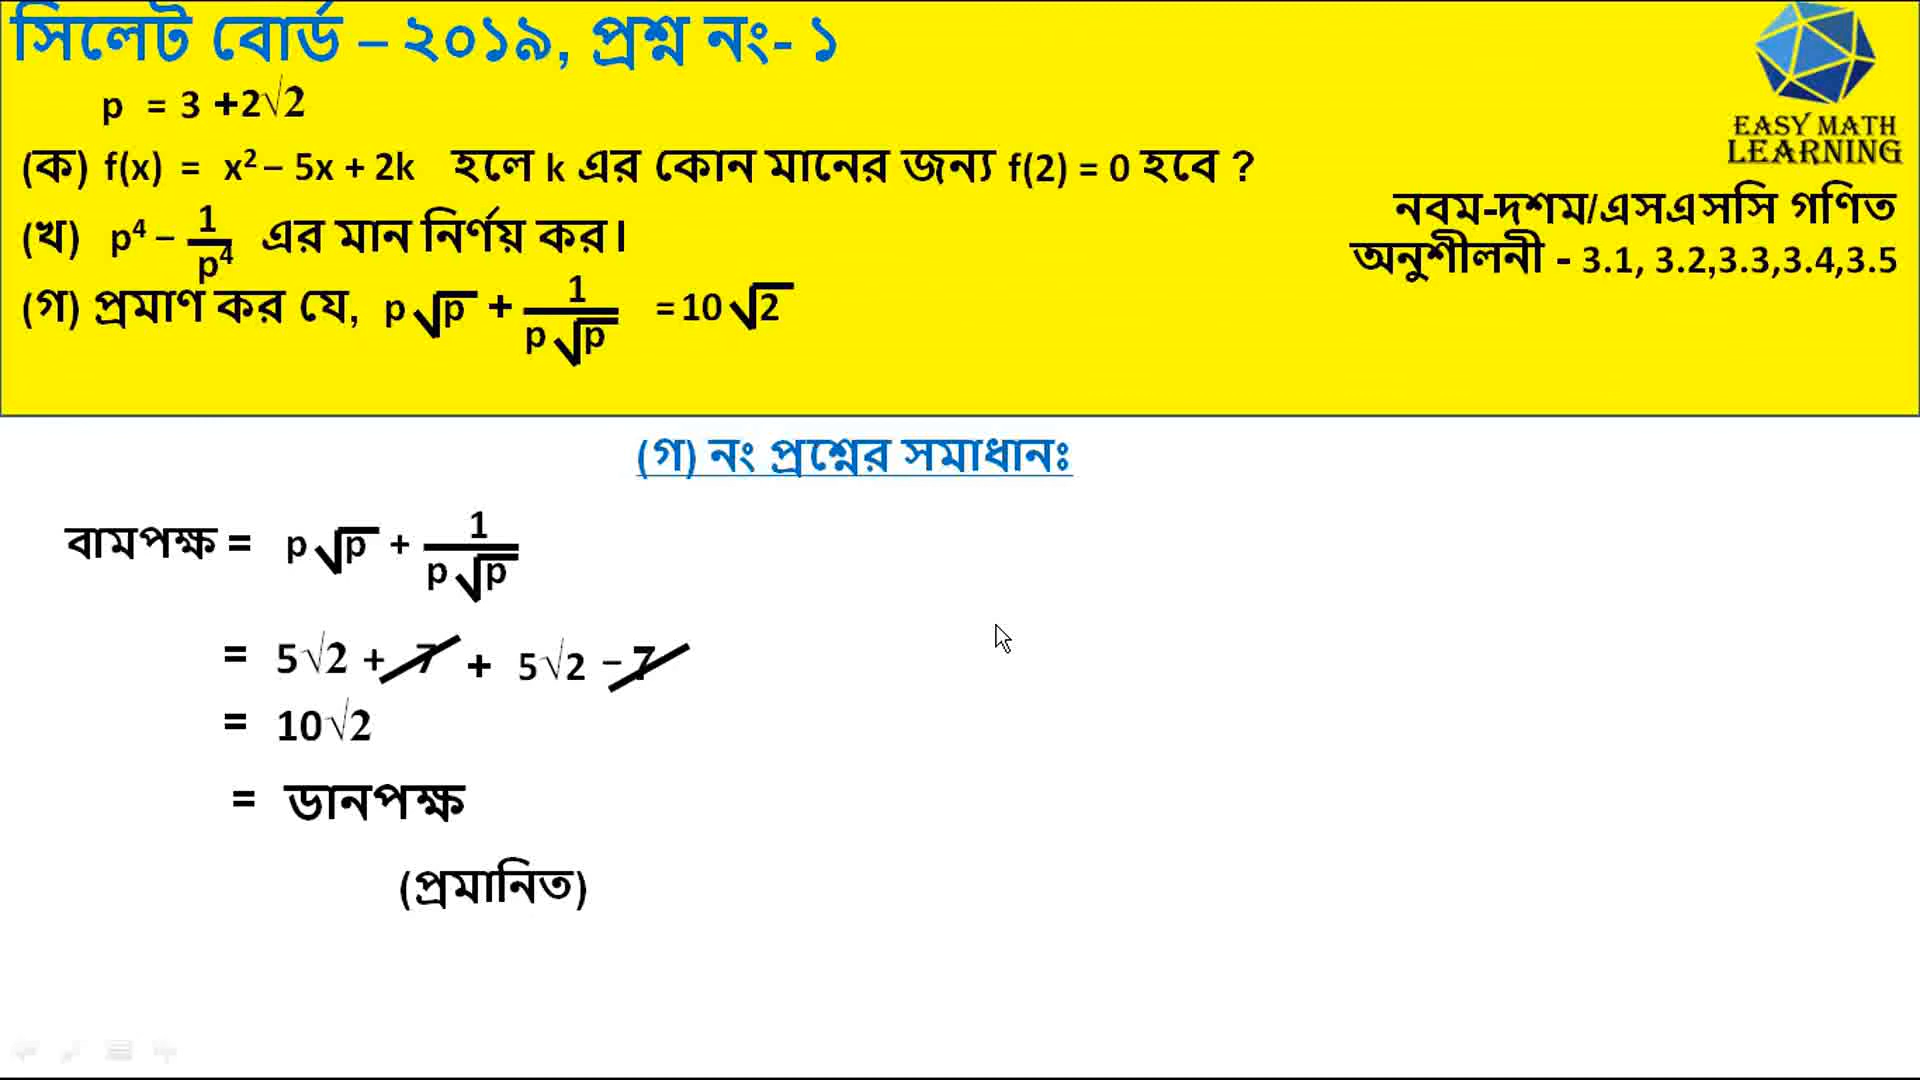 সিলেট বোর্ড – ২০১৯, প্রশ্ন নং- ১
p = 3 +2√2
(ক) f(x) = x² – 5x + 2k হলে k এর কোন মানের জন্য f(2) = 0 হবে ?
(খ) p⁴ – 1/p⁴ এর মান নির্ণয় কর।
(গ) প্রমাণ কর যে, p√p + 1/(p√p) = 10√2
EASY MATH
LEARNING
নবম-দশম/এসএসসি গণিত
অনুশীলনী - 3.1, 3.2,3.3,3.4,3.5
(গ) নং প্রশ্নের সমাধানঃ
বামপক্ষ = p√p + 1/(p√p)
= 5√2 + 7 + 5√2 – 7
= 10√2
= ডানপক্ষ
(প্রমানিত)